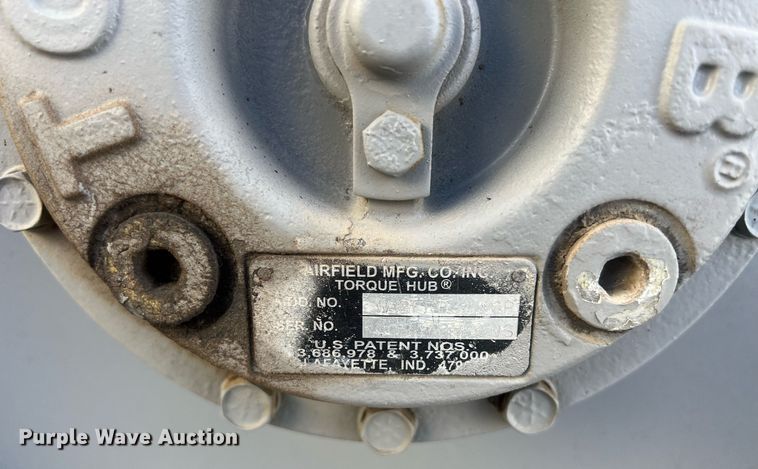 O
T
B®
AIRFIELD MFG. CO. INC.
TORQUE HUB®
MOD. NO.
SER. NO.
U.S. PATENT NOS.
3,686,978 & 3,737,000
LAFAYETTE, IND.
Purple Wave Auction